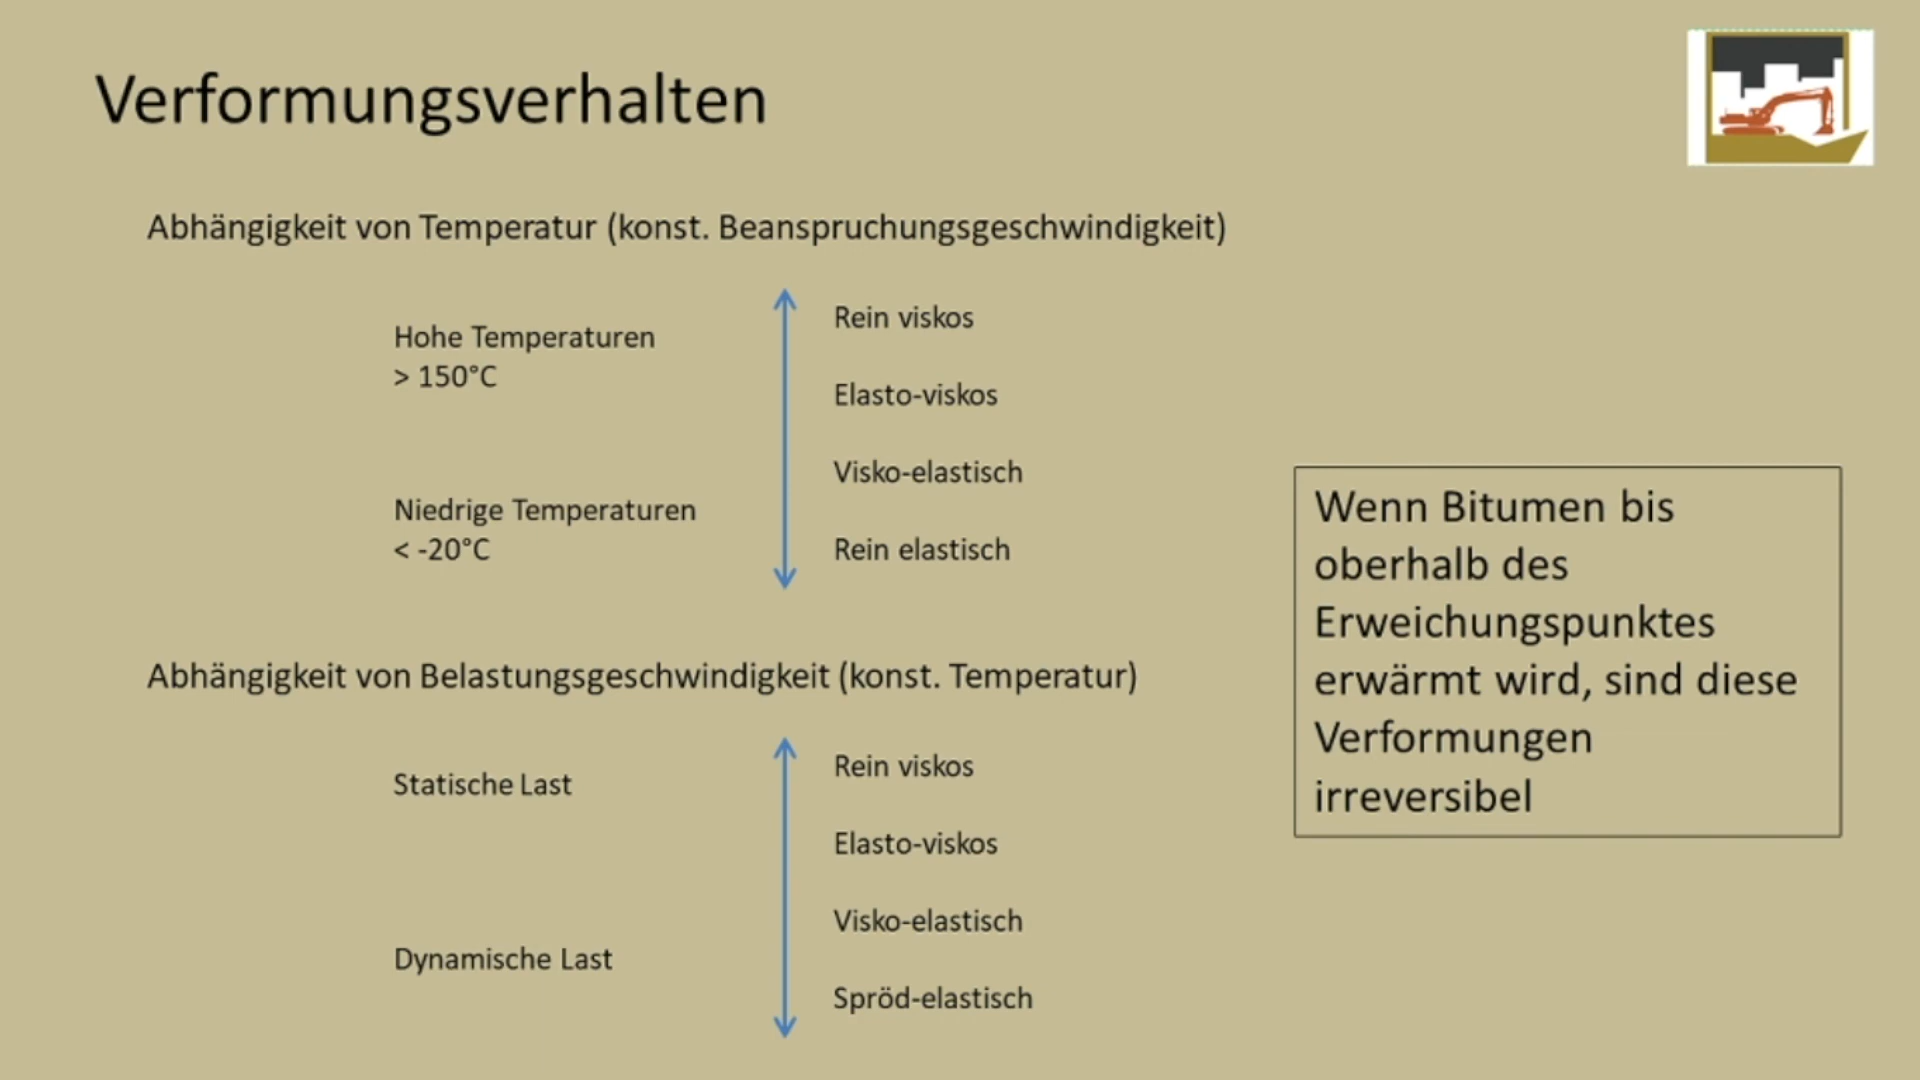 Verformungsverhalten
Abhängigkeit von Temperatur (konst. Beanspruchungsgeschwindigkeit)
Hohe Temperaturen
> 150°C
Niedrige Temperaturen
< -20°C
Rein viskos
Elasto-viskos
Visko-elastisch
Rein elastisch
Abhängigkeit von Belastungsgeschwindigkeit (konst. Temperatur)
Statische Last
Dynamische Last
Rein viskos
Elasto-viskos
Visko-elastisch
Spröd-elastisch
Wenn Bitumen bis
oberhalb des
Erweichungspunktes
erwärmt wird, sind diese
Verformungen
irreversibel